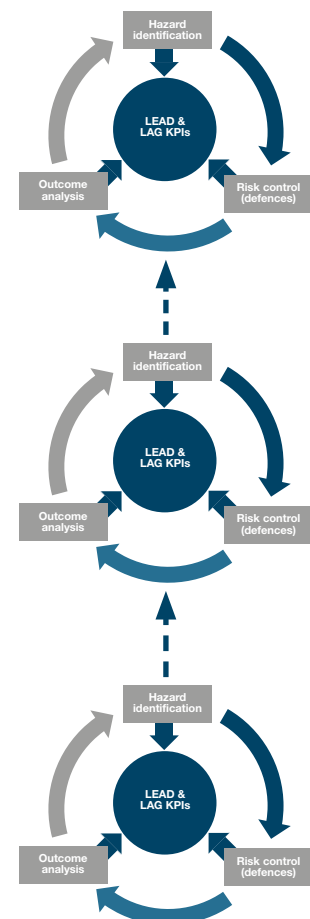 Hazard
identification
LEAD &
LAG KPIs
Outcome
analysis
Risk control
(defences)
Hazard
identification
LEAD &
LAG KPIs
Outcome
analysis
Risk control
(defences)
Hazard
identification
LEAD &
LAG KPIs
Outcome
analysis
Risk control
(defences)